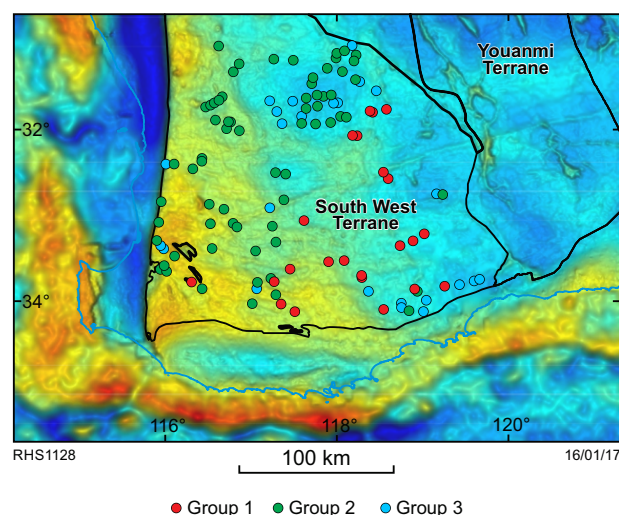 Youanmi
Terrane
32°
South West
Terrane
34°
116° 118° 120°
RHS1128 16/01/17
100 km
Group 1 Group 2 Group 3